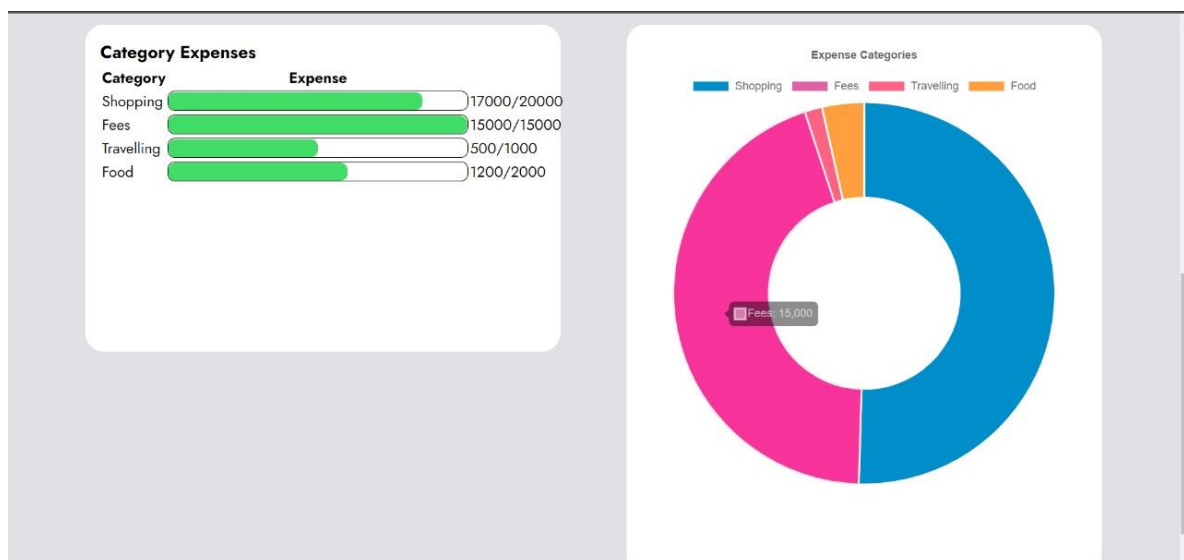 Category Expenses
Category Expense
Shopping 17000/20000
Fees 15000/15000
Travelling 500/1000
Food 1200/2000
Expense Categories
Shopping Fees Travelling Food
Fees: 15,000